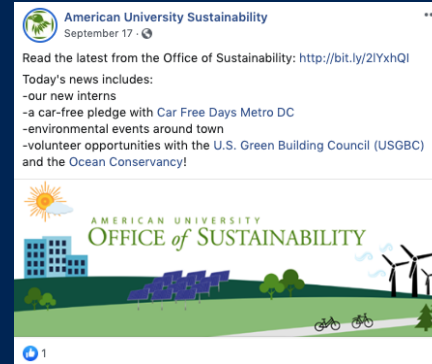 American University Sustainability
September 17 ·
Read the latest from the Office of Sustainability: http://bit.ly/2lYxhQI
Today's news includes:
-our new interns
-a car-free pledge with Car Free Days Metro DC
-environmental events around town
-volunteer opportunities with the U.S. Green Building Council (USGBC)
and the Ocean Conservancy!
AMERICAN UNIVERSITY
OFFICE of SUSTAINABILITY
1